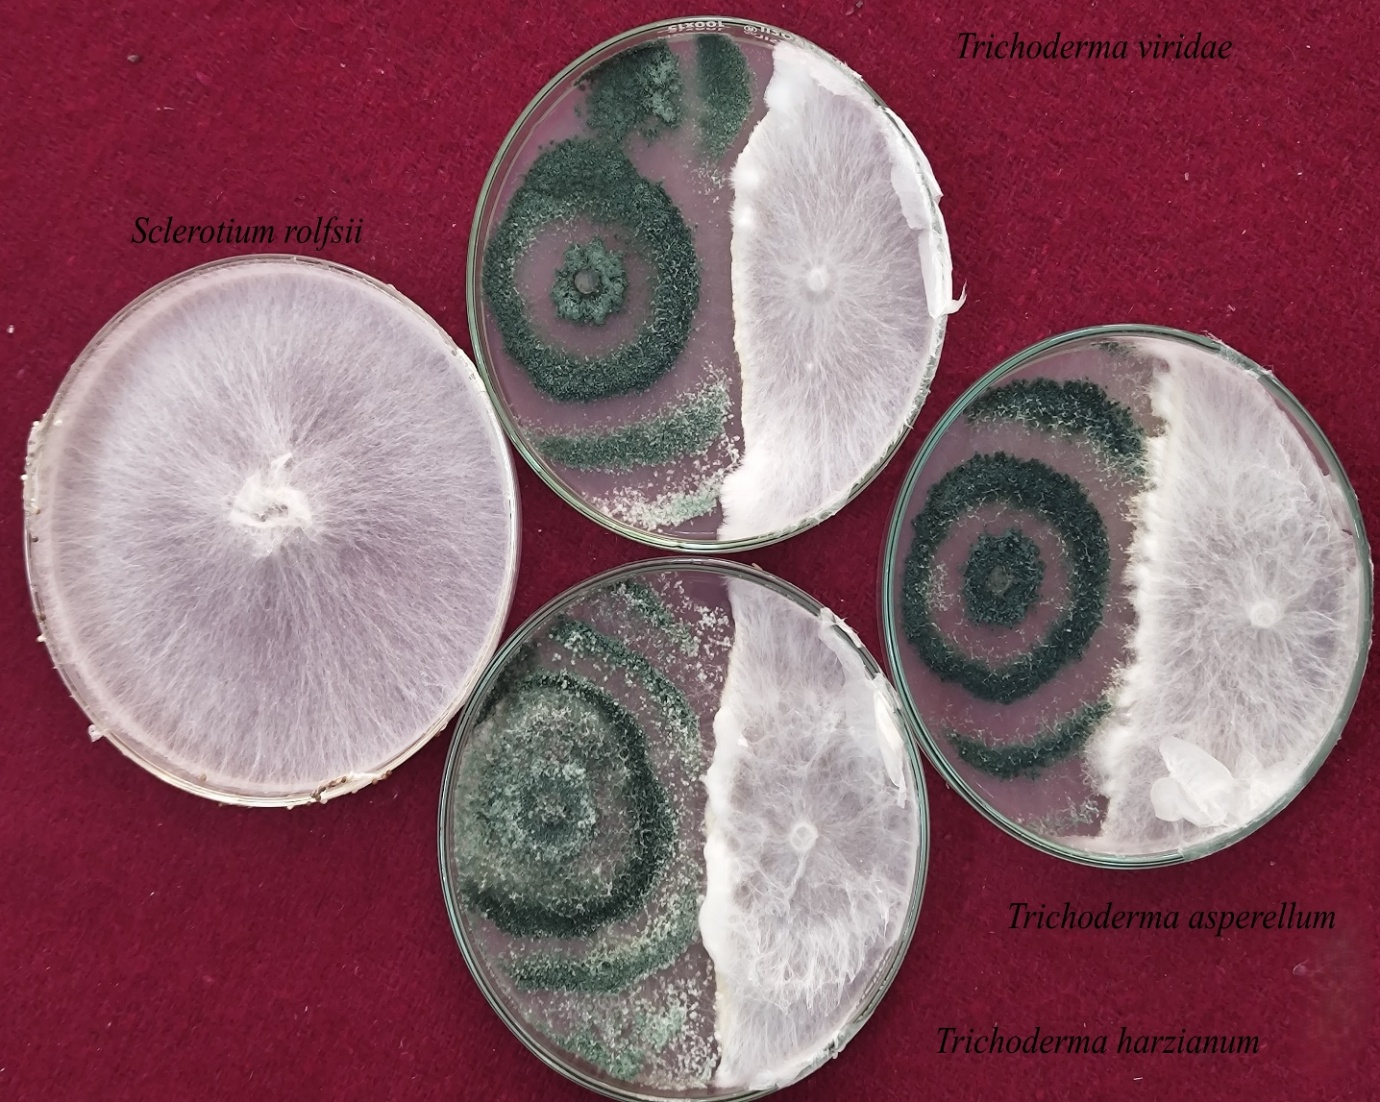 Trichoderma viridae
Sclerotium rolfsii
Trichoderma asperellum
Trichoderma harzianum